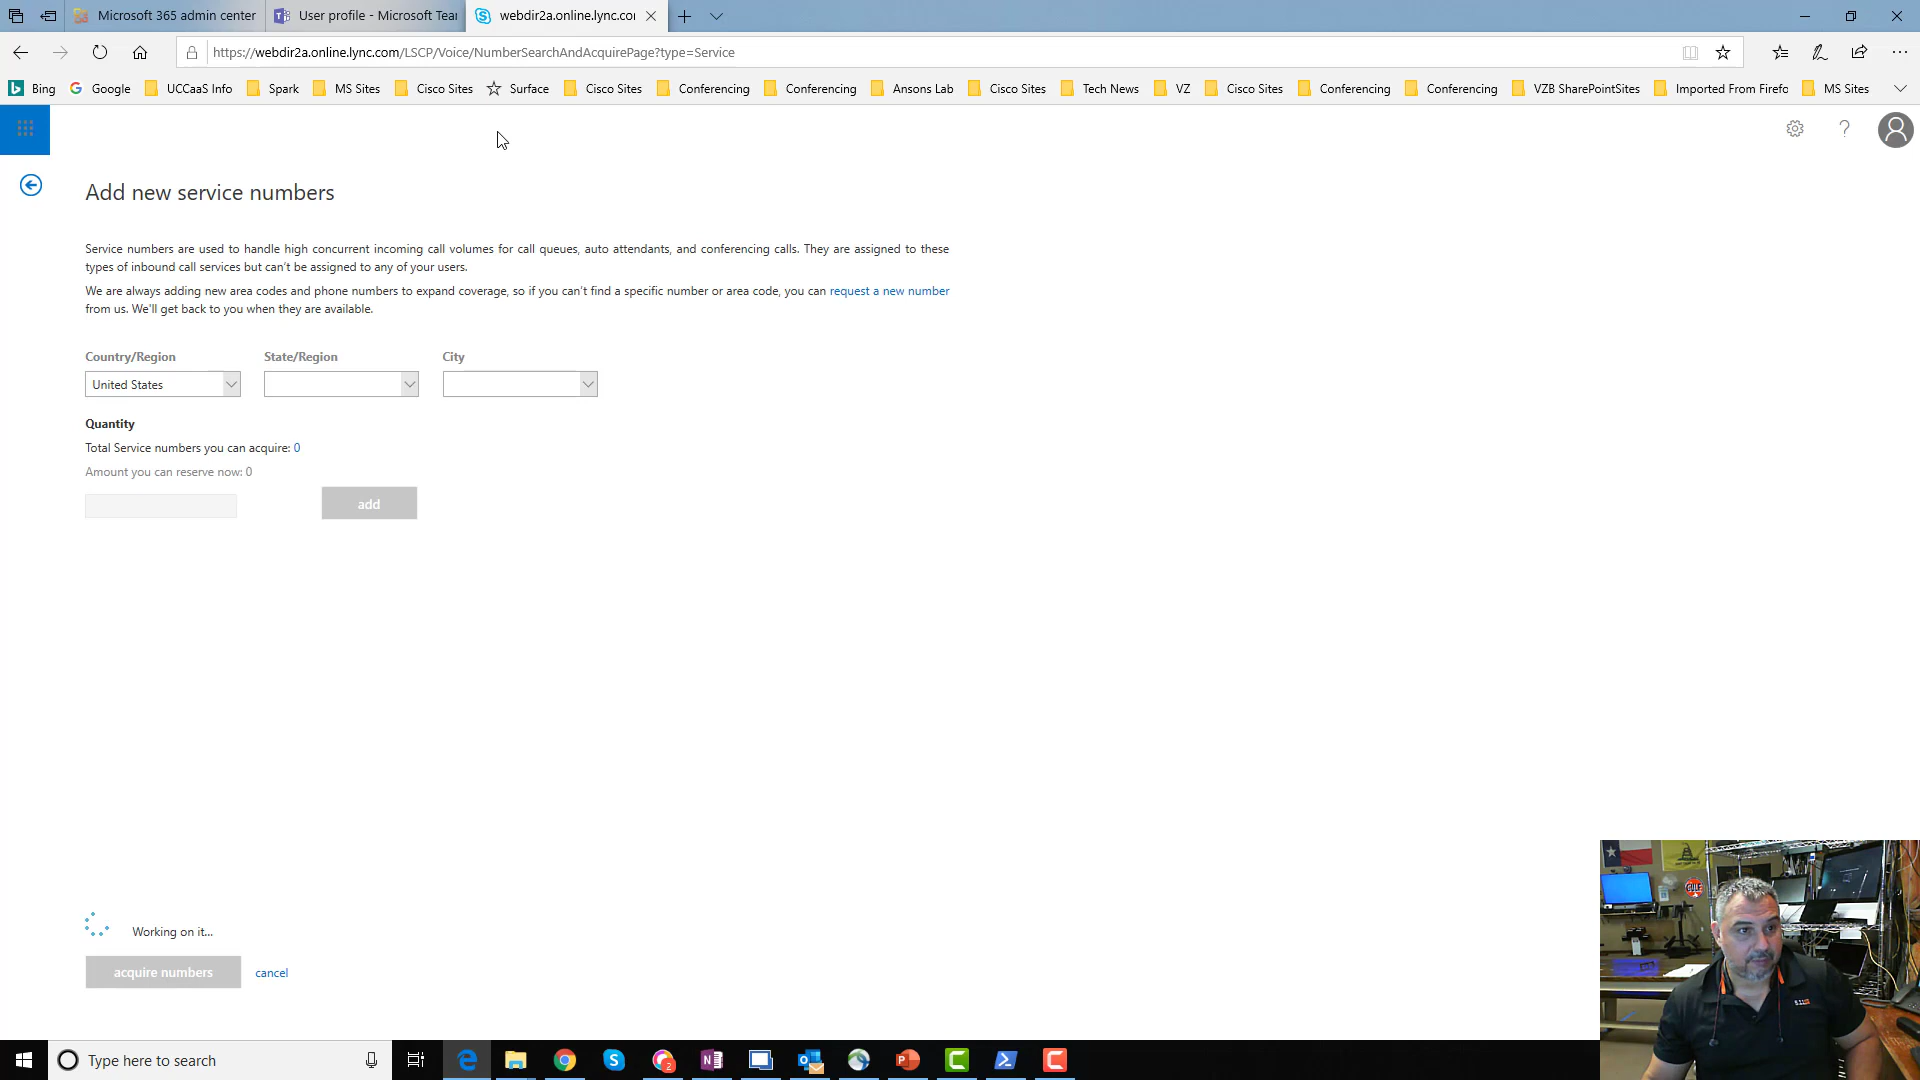 Microsoft 365 admin center
User profile - Microsoft Tea
webdir2a.online.lync.co
https://webdir2a.online.lync.com/LSCP/Voice/NumberSearchAndAcquirePage?type=Service
Bing
Google
UCCaaS Info
Spark
MS Sites
Cisco Sites
Surface
Cisco Sites
Conferencing
Conferencing
Ansons Lab
Cisco Sites
Tech News
VZ
Cisco Sites
Conferencing
Conferencing
VZB SharePointSites
Imported From Firefo
MS Sites
Add new service numbers
Service numbers are used to handle high concurrent incoming call volumes for call queues, auto attendants, and conferencing calls. They are assigned to these
types of inbound call services but can't be assigned to any of your users.
We are always adding new area codes and phone numbers to expand coverage, so if you can't find a specific number or area code, you can request a new number
from us. We'll get back to you when they are available.
Country/Region
State/Region
City
United States
Quantity
Total Service numbers you can acquire: 0
Amount you can reserve now: 0
add
Working on it...
acquire numbers
cancel
Type here to search
2